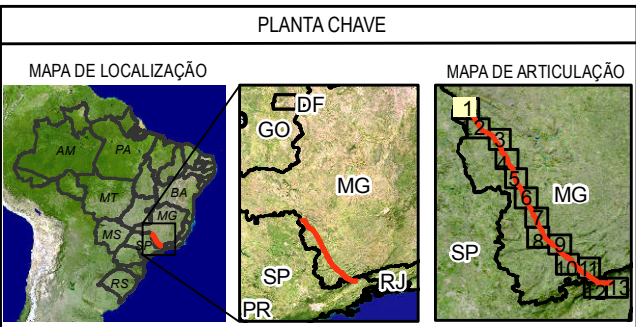 PLANTA CHAVE
MAPA DE LOCALIZAÇÃO
AM
PA
MT
BA
MG
MS
SP
RS
DF
GO
MG
SP
RJ
PR
MAPA DE ARTICULAÇÃO
1
2
3
4
5
6
7
8
9
10
11
12
13
MG
SP